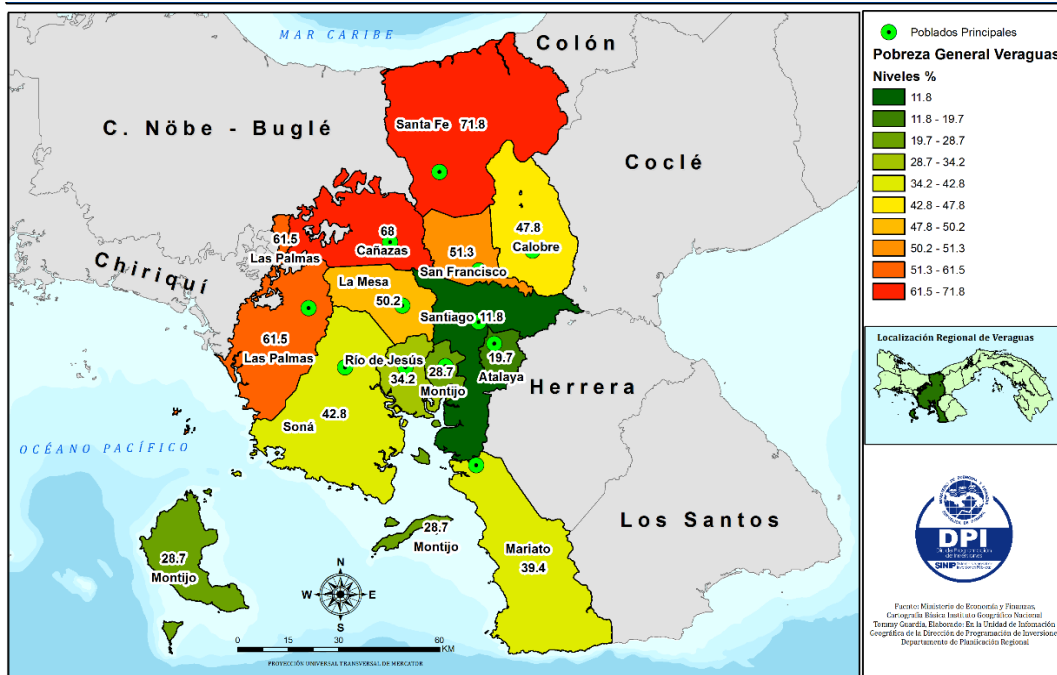 MAR CARIBE
Colón
C. Nöbe - Buglé
Santa Fe 71.8
Coclé
47.8
Calobre
68
Cañazas
61.5
Las Palmas
51.3
San Francisco
Chiriquí
La Mesa
50.2
Santiago 11.8
61.5
Las Palmas
Río de Jesús
34.2
28.7
Montijo
19.7
Atalaya
Herrera
42.8
Soná
OCÉANO PACÍFICO
Los Santos
28.7
Montijo
28.7
Montijo
Mariato
39.4
N
W
E
S
0
15
30
60
KM
PROYECCIÓN UNIVERSAL TRANSVERSAL DE MERCATOR
Poblados Principales
Pobreza General Veraguas
Niveles %
11.8
11.8 - 19.7
19.7 - 28.7
28.7 - 34.2
34.2 - 42.8
42.8 - 47.8
47.8 - 50.2
50.2 - 51.3
51.3 - 61.5
61.5 - 71.8
Localización Regional de Veraguas
DPI
SINIP
Fuente: Ministerio de Economía y Finanzas,
Cartografía Básica Instituto Geográfico Nacional
Tommy Guardia, Elaborado: En la Unidad de Información
Geográfica de la Dirección de Programación de Inversiones
Departamento de Planificación Regional